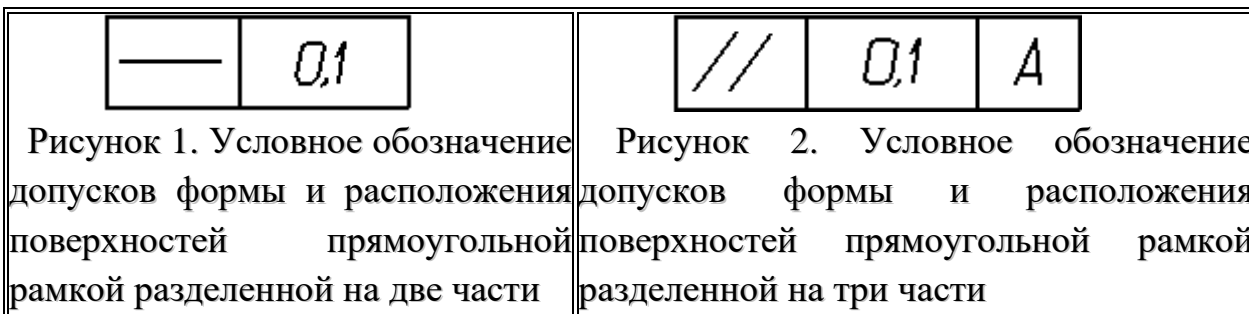 0,1
Рисунок 1. Условное обозначение
допусков формы и расположения
поверхностей прямоугольной
рамкой разделенной на две части
// 0,1 А
Рисунок 2. Условное обозначение
допусков формы и расположения
поверхностей прямоугольной рамкой
разделенной на три части